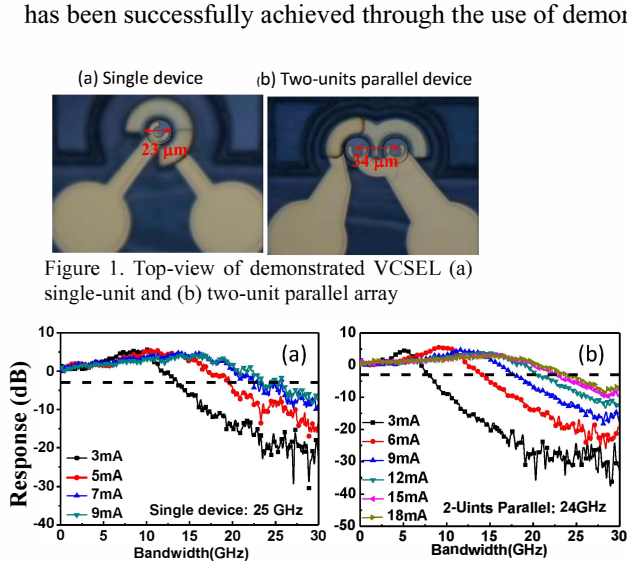 has been successfully achieved through the use of demon
(a) Single device
(b) Two-units parallel device
23 μm
34 μm
Figure 1. Top-view of demonstrated VCSEL (a)
single-unit and (b) two-unit parallel array
Response (dB)
10
0
-10
-20
-30
-40
(a)
3mA
5mA
7mA
9mA
Single device: 25 GHz
0 5 10 15 20 25 30
Bandwidth(GHz)
10
0
-10
-20
-30
-40
-50
(b)
3mA
6mA
9mA
12mA
15mA
18mA
2-Uints Parallel: 24GHz
0 5 10 15 20 25 30
Bandwidth(GHz)